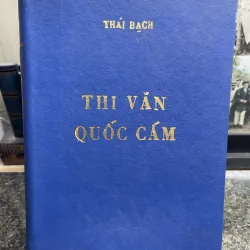 THÁI BẠCH
THI VĂN
QUỐC CẤM